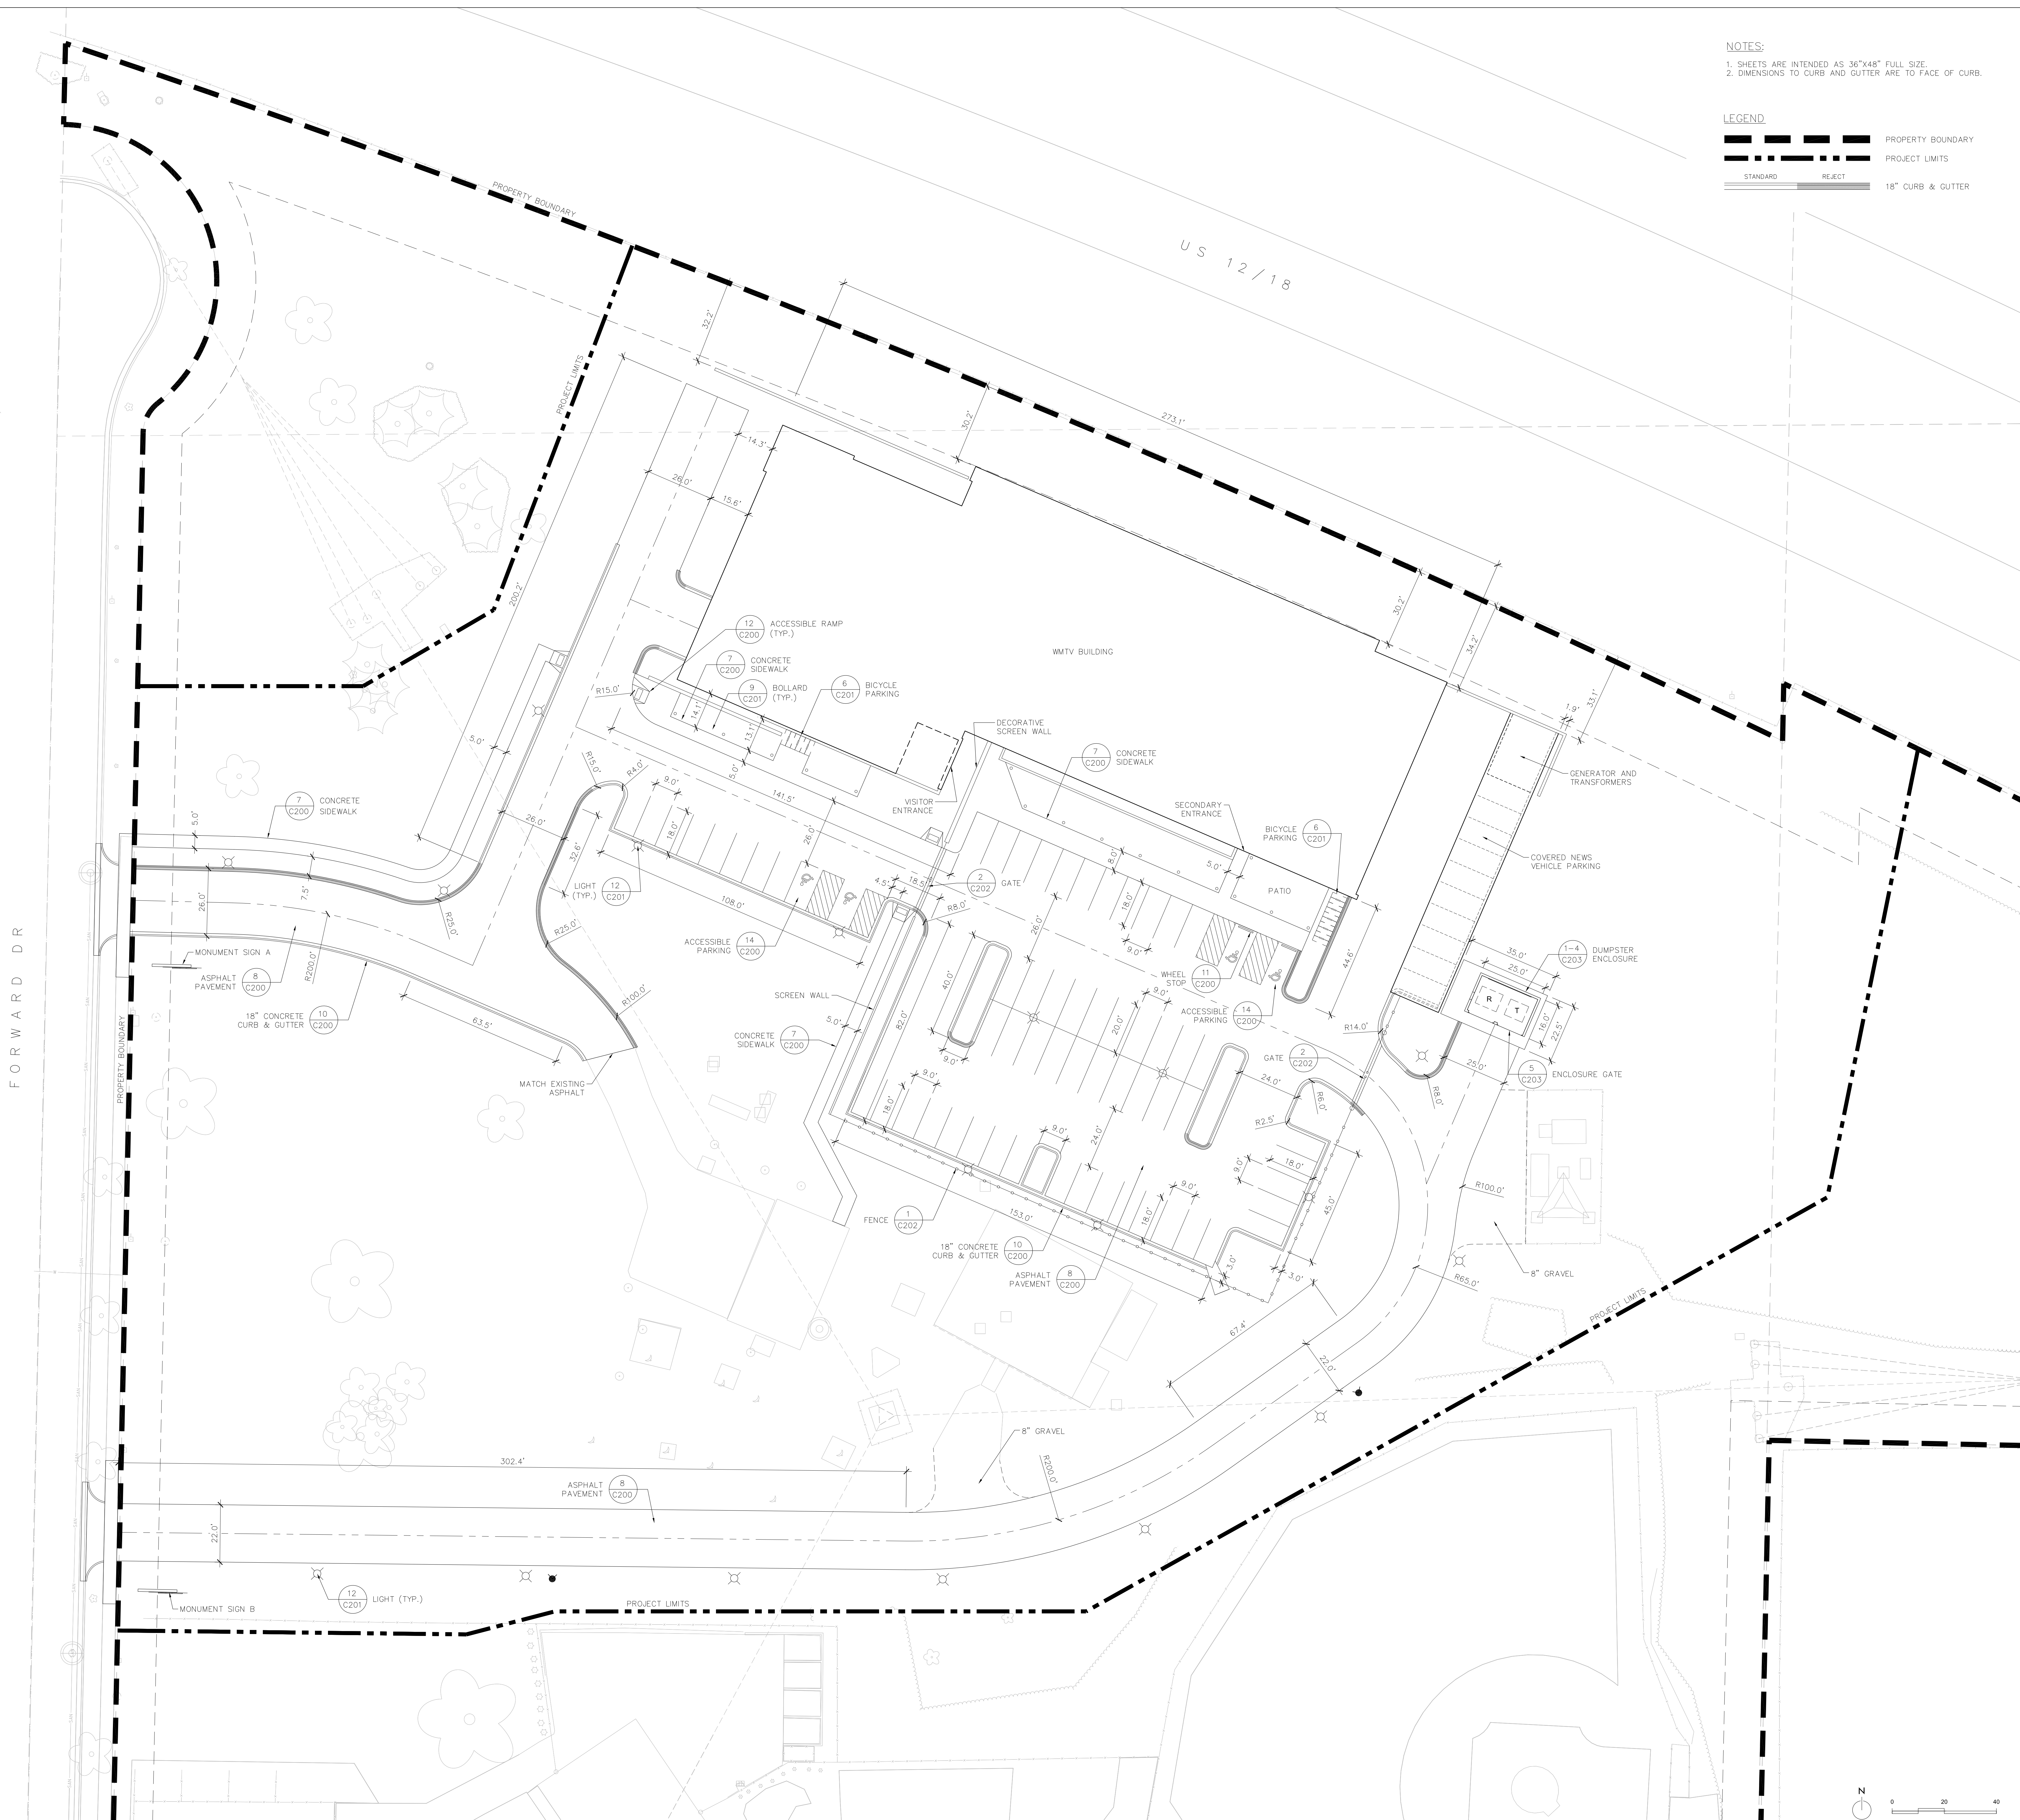 NOTES:
1. SHEETS ARE INTENDED AS 36"X48" FULL SIZE.
2. DIMENSIONS TO CURB AND GUTTER ARE TO FACE OF CURB.
LEGEND
PROPERTY BOUNDARY
PROJECT LIMITS
STANDARD REJECT
18" CURB & GUTTER
PROPERTY BOUNDARY
US 12/18
PROJECT LIMITS
32.2'
273.1'
30.2'
14.3'
26.0'
15.6'
200.2'
30.2'
34.2'
33.1'
1.9'
12
C200
ACCESSIBLE RAMP
(TYP.)
7
C200
CONCRETE
SIDEWALK
9
C201
BOLLARD
(TYP.)
6
C201
BICYCLE
PARKING
WMTV BUILDING
R15.0'
14.1'
13.1'
5.0'
DECORATIVE
SCREEN WALL
7
C200
CONCRETE
SIDEWALK
VISITOR
ENTRANCE
SECONDARY
ENTRANCE
BICYCLE
PARKING
6
C201
GENERATOR AND
TRANSFORMERS
COVERED NEWS
VEHICLE PARKING
5.0'
R15.0'
R4.0'
9.0'
141.5'
18.0'
26.0'
26.0'
32.6'
7
C200
CONCRETE
SIDEWALK
5.0'
7.5'
26.0'
R25.0'
R200.0'
LIGHT
(TYP.)
12
C201
108.0'
4.5'
18.5'
2
C202
GATE
8.0'
5.0'
PATIO
18.0'
9.0'
R8.0'
26.0'
44.6'
ACCESSIBLE
PARKING
14
C200
R25.0'
FORWARD DR
MONUMENT SIGN A
ASPHALT
PAVEMENT
8
C200
18" CONCRETE
CURB & GUTTER
10
C200
63.5'
R100.0'
MATCH EXISTING
ASPHALT
PROPERTY BOUNDARY
SCREEN WALL
5.0'
CONCRETE
SIDEWALK
7
C200
82.0'
40.0'
9.0'
9.0'
18.0'
WHEEL
STOP
11
C200
9.0'
20.0'
ACCESSIBLE
PARKING
14
C200
35.0'
25.0'
1-4
C203
DUMPSTER
ENCLOSURE
R
T
16.0'
22.5'
R14.0'
GATE
2
C202
25.0'
5
C203
ENCLOSURE GATE
R8.0'
24.0'
R6.0'
R2.5'
9.0'
24.0'
9.0'
18.0'
45.0'
9.0'
18.0'
R100.0'
FENCE
1
C202
153.0'
18" CONCRETE
CURB & GUTTER
10
C200
ASPHALT
PAVEMENT
8
C200
3.0'
3.0'
8" GRAVEL
R65.0'
PROJECT LIMITS
67.4'
22.0'
8" GRAVEL
302.4'
R200.0'
ASPHALT
PAVEMENT
8
C200
22.0'
12
C201
LIGHT (TYP.)
MONUMENT SIGN B
PROJECT LIMITS
N
0 20 40